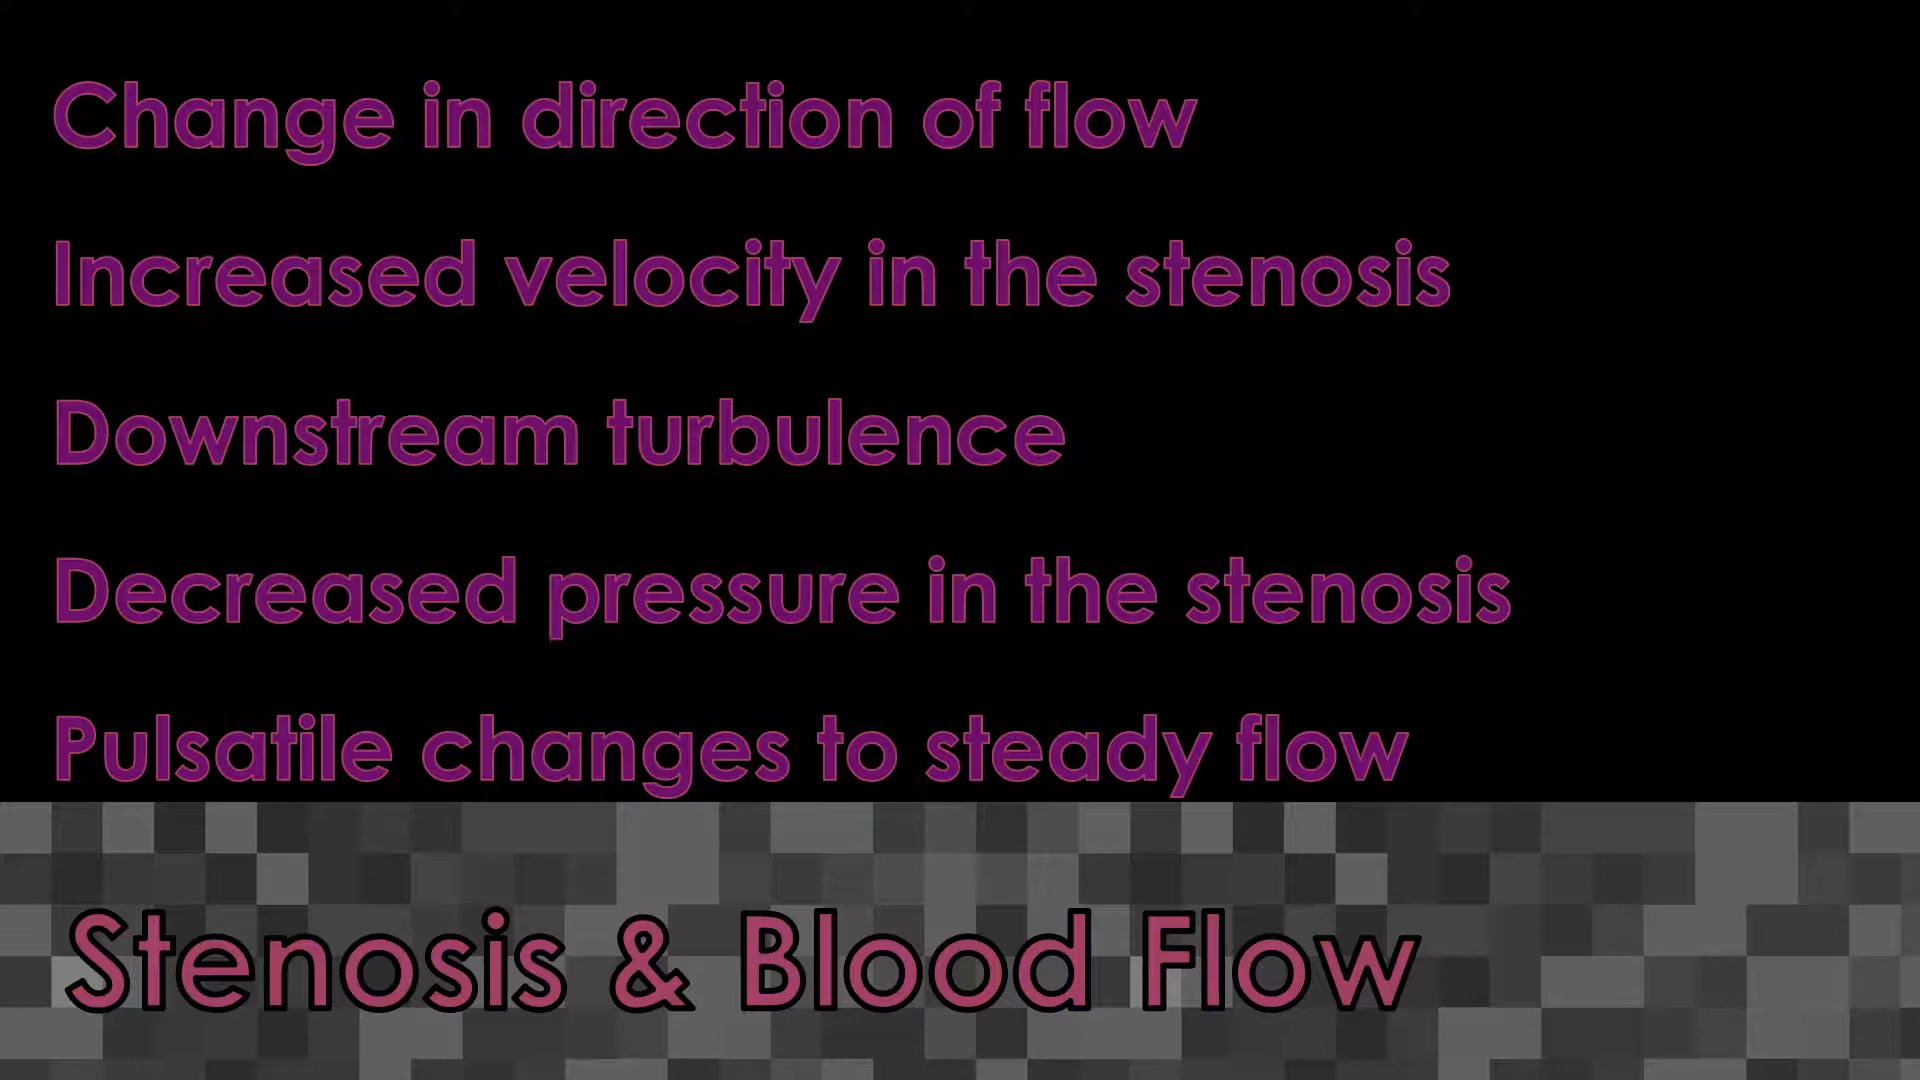 Change in direction of flow
Increased velocity in the stenosis
Downstream turbulence
Decreased pressure in the stenosis
Pulsatile changes to steady flow
Stenosis & Blood Flow